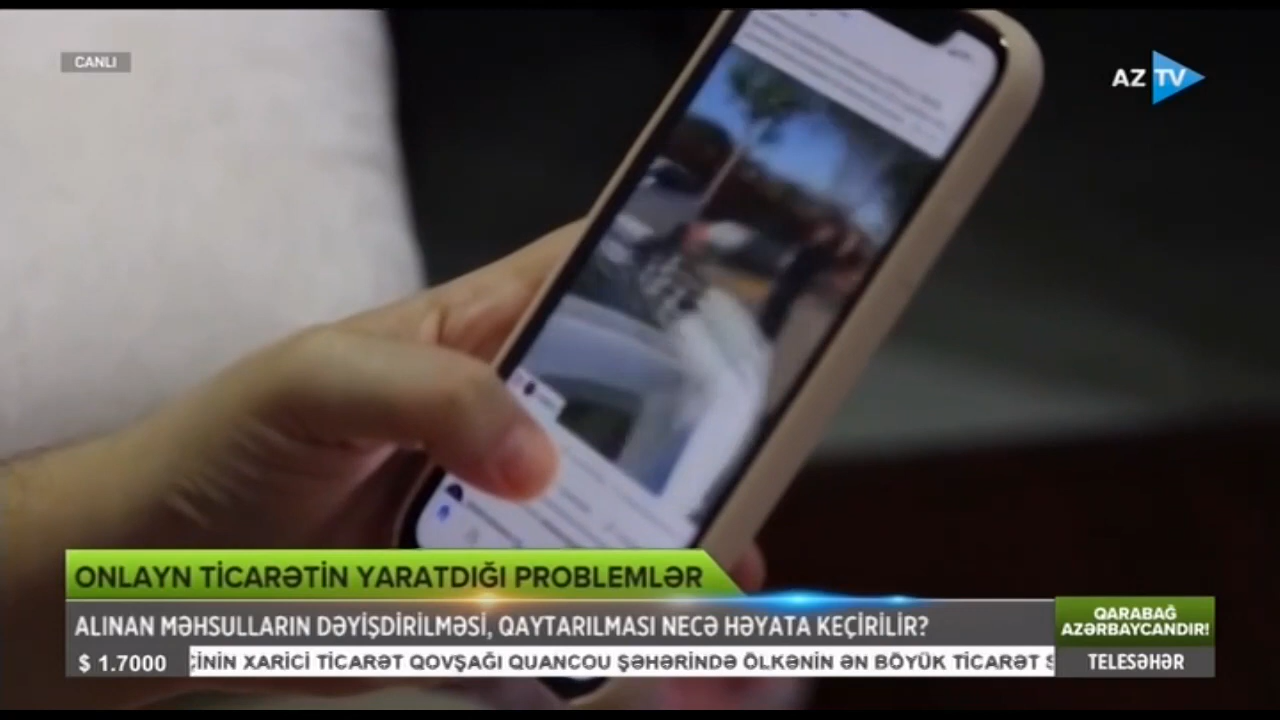 CANLI
AZ TV
ONLAYN TİCARƏTİN YARATDIĞI PROBLEMLƏR
ALINAN MƏHSULLARIN DƏYİŞDİRİLMƏSİ, QAYTARILMASI NECƏ HƏYATA KEÇİRİLİR?
QARABAĞ
AZƏRBAYCANDIR!
$ 1.7000
ÇİNİN XARİCİ TİCARƏT QOVŞAĞI QUANCOU ŞƏHƏRİNDƏ ÖLKƏNİN ƏN BÖYÜK TİCARƏT
TELESƏHƏR